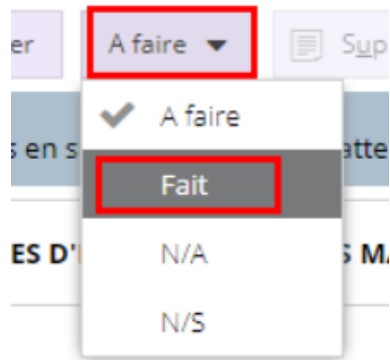 er A faire Sup
A faire
s en s atte
Fait
ES D' S MA
N/A
N/S